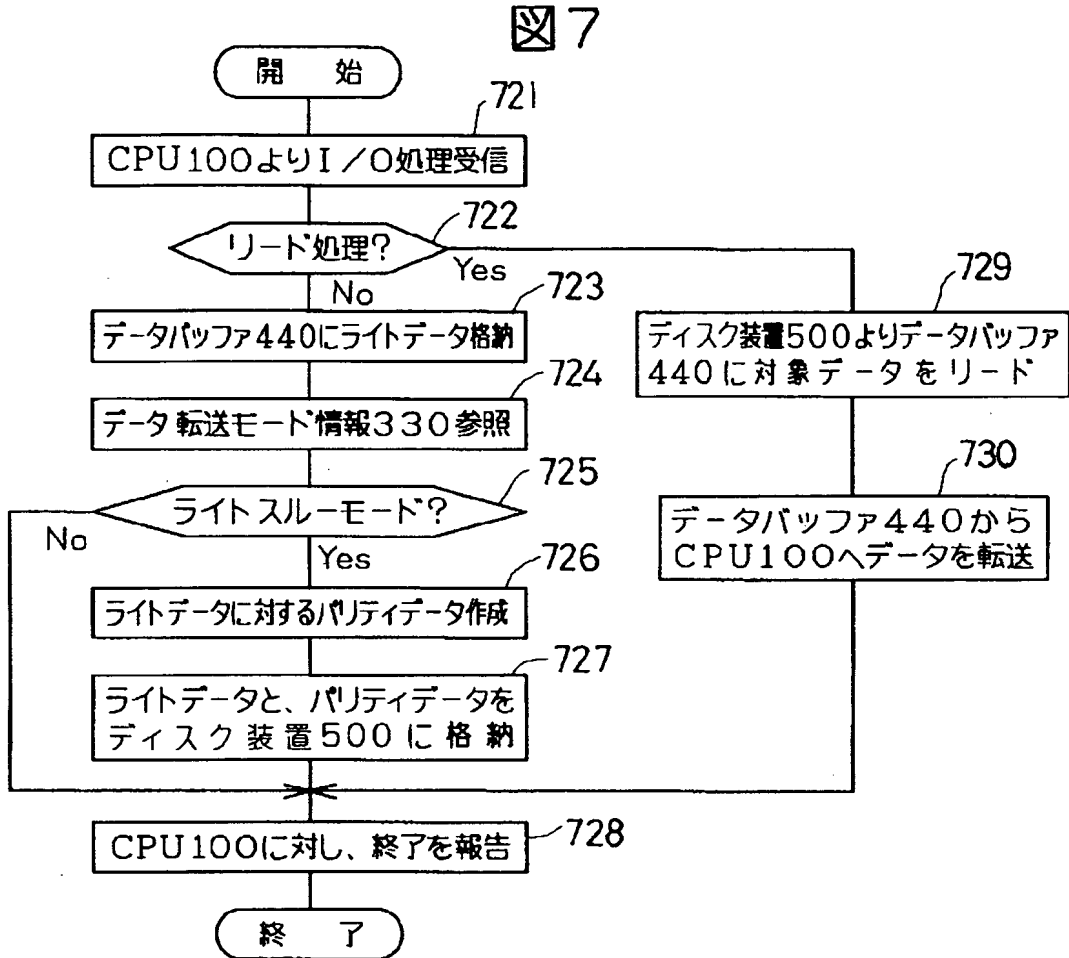 図7
開 始
721
CPU100よりI/O処理受信
722
リード処理?
Yes
No
723
データバッファ440にライトデータ格納
724
データ転送モード情報330参照
725
ライトスルーモード?
No
Yes
726
ライトデータに対するパリティデータ作成
727
ライトデータと、パリティデータを
ディスク装置500に格納
729
ディスク装置500よりデータバッファ
440に対象データをリード
730
データバッファ440から
CPU100へデータを転送
728
CPU100に対し、終了を報告
終 了